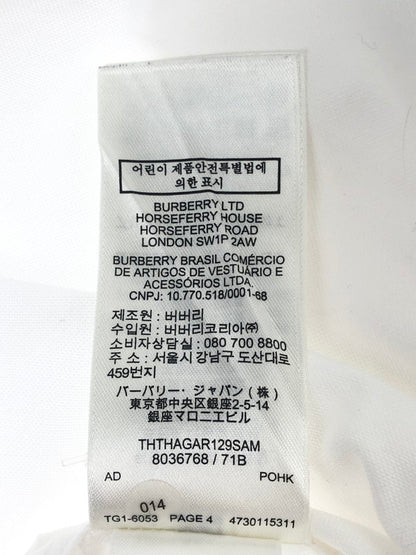 어린이 제품안전특별법에
의한 표시
BURBERRY LTD
HORSEFERRY HOUSE
HORSEFERRY ROAD
LONDON SW1P 2AW
BURBERRY BRASIL COMÉRCIO
DE ARTIGOS DE VESTUÁRIO E
ACESSÓRIOS LTDA.
CNPJ: 10.770.518/0001-68
제조원 : 버버리
수입원 : 버버리코리아㈜
소비자상담실 : 080 700 8800
주 소 : 서울시 강남구 도산대로
459번지
バーバリー・ジャパン（株）
東京都中央区銀座2-5-14
銀座マロニエビル
THTHAGAR129SAM
8036768 / 71B
AD POHK
014
TG1-6053 PAGE 4 4730115311